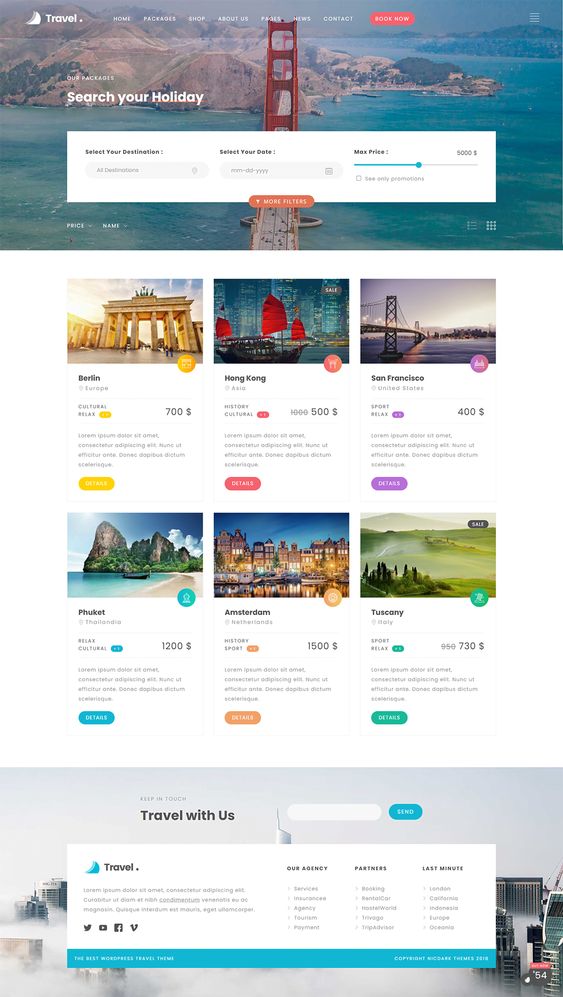 Travel.
HOME PACKAGES SHOP ABOUT US PAGES NEWS CONTACT BOOK NOW
OUR PACKAGES
Search your Holiday
Select Your Destination : Select Your Date : Max Price : 5000 $
All Destinations mm-dd-yyyy
See only promotions
MORE FILTERS
PRICE NAME
SALE
Berlin
Europe
CULTURAL
RELAX
700 $
Lorem ipsum dolor sit amet,
consectetur adipiscing elit. Nunc ut
efficitur ante. Donec dapibus dictum
scelerisque.
DETAILS
Hong Kong
Asia
HISTORY
CULTURAL
1000 500 $
Lorem ipsum dolor sit amet,
consectetur adipiscing elit. Nunc ut
efficitur ante. Donec dapibus dictum
scelerisque.
DETAILS
San Francisco
United States
SPORT
RELAX
400 $
Lorem ipsum dolor sit amet,
consectetur adipiscing elit. Nunc ut
efficitur ante. Donec dapibus dictum
scelerisque.
DETAILS
Phuket
Thailandia
RELAX
CULTURAL
1200 $
Lorem ipsum dolor sit amet,
consectetur adipiscing elit. Nunc ut
efficitur ante. Donec dapibus dictum
scelerisque.
DETAILS
Amsterdam
Netherlands
HISTORY
SPORT
1500 $
Lorem ipsum dolor sit amet,
consectetur adipiscing elit. Nunc ut
efficitur ante. Donec dapibus dictum
scelerisque.
DETAILS
SALE
Tuscany
Italy
SPORT
RELAX
950 730 $
Lorem ipsum dolor sit amet,
consectetur adipiscing elit. Nunc ut
efficitur ante. Donec dapibus dictum
scelerisque.
DETAILS
KEEP IN TOUCH
Travel with Us
SEND
Travel.
Lorem ipsum dolor sit amet, consectetur adipiscing elit.
Curabitur ut diam et nibh condimentum venenatis eu ac
magnasin. Quisque interdum est mauris, eget ullamcorper.
OUR AGENCY
Services
Insurancee
Agency
Tourism
Payment
PARTNERS
Booking
RentalCar
HostelWorld
Trivago
TripAdvisor
LAST MINUTE
London
California
Indonesia
Europe
Oceania
THE BEST WORDPRESS TRAVEL THEME COPYRIGHT NICDARK THEMES 2018
$54